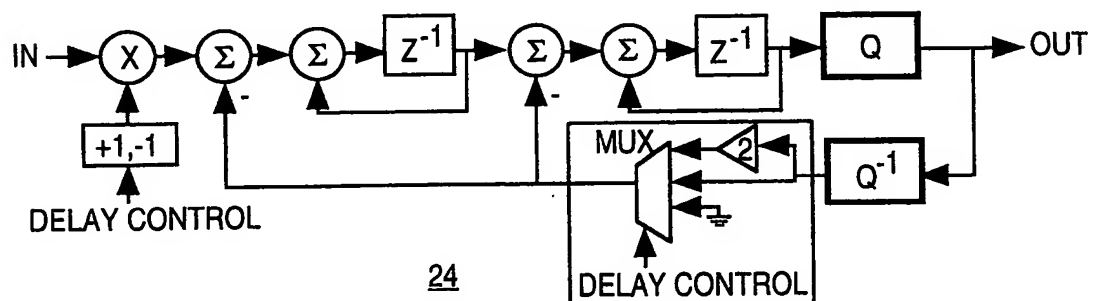 IN
X
Σ
Σ
Z⁻¹
Σ
Σ
Z⁻¹
Q
OUT
-
-
+1,-1
MUX
2
Q⁻¹
DELAY CONTROL
24
DELAY CONTROL